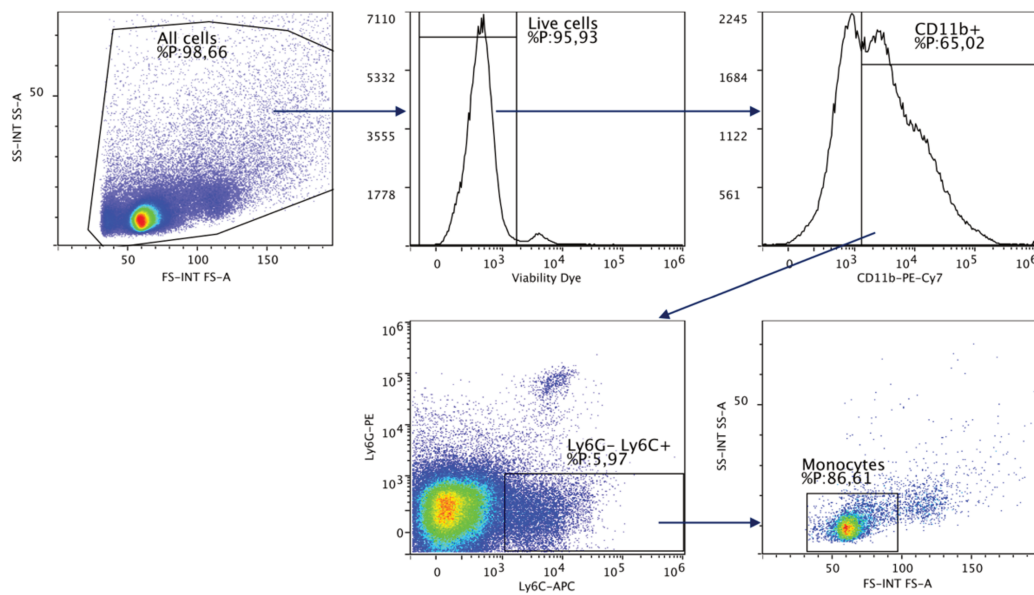 All cells
%P:98,66
50
SS-INT SS-A
50 100 150
FS-INT FS-A
7110
5332
3555
1778
Live cells
%P:95,93
0 10³ 10⁴ 10⁵ 10⁶
Viability Dye
2245
1684
1122
561
CD11b+
%P:65,02
0 10³ 10⁴ 10⁵ 10⁶
CD11b-PE-Cy7
10⁶
10⁵
10⁴
10³
0
Ly6G-PE
Ly6G- Ly6C+
%P:5,97
0 10³ 10⁴ 10⁵ 10⁶
Ly6C-APC
50
SS-INT SS-A
Monocytes
%P:86,61
50 100 150
FS-INT FS-A